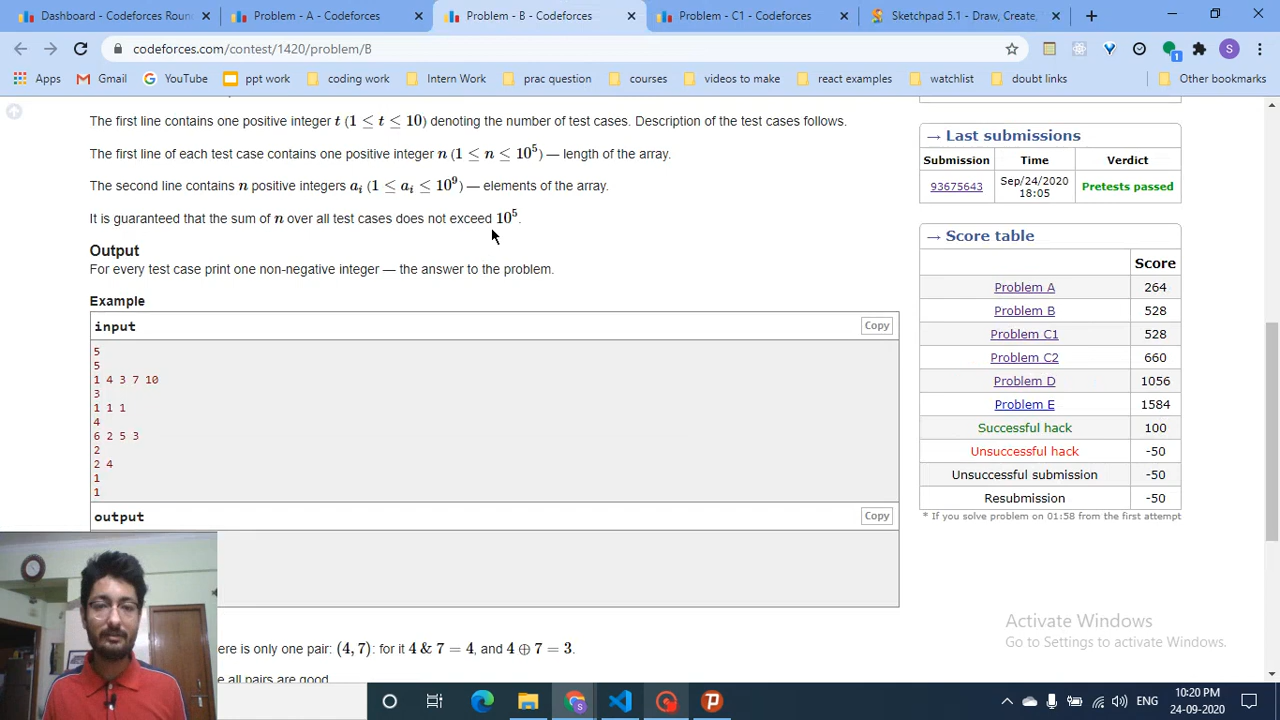 Dashboard - Codeforces Roun
Problem - A - Codeforces
Problem - B - Codeforces
Problem - C1 - Codeforces
Sketchpad 5.1 - Draw, Create,
codeforces.com/contest/1420/problem/B
S
1
Apps
Gmail
YouTube
ppt work
coding work
Intern Work
prac question
courses
videos to make
react examples
watchlist
doubt links
Other bookmarks
The first line contains one positive integer t (1 ≤ t ≤ 10) denoting the number of test cases. Description of the test cases follows.
The first line of each test case contains one positive integer n (1 ≤ n ≤ 10⁵) — length of the array.
The second line contains n positive integers aᵢ (1 ≤ aᵢ ≤ 10⁹) — elements of the array.
It is guaranteed that the sum of n over all test cases does not exceed 10⁵.
Output
For every test case print one non-negative integer — the answer to the problem.
Example
input
Copy
5
5
1 4 3 7 10
3
1 1 1
4
6 2 5 3
2
2 4
1
1
output
Copy
ere is only one pair: (4, 7): for it 4 & 7 = 4, and 4 ⊕ 7 = 3.
all pairs are good.
→ Last submissions
Submission Time Verdict
93675643 Sep/24/2020 18:05 Pretests passed
→ Score table
Score
Problem A 264
Problem B 528
Problem C1 528
Problem C2 660
Problem D 1056
Problem E 1584
Successful hack 100
Unsuccessful hack -50
Unsuccessful submission -50
Resubmission -50
* If you solve problem on 01:58 from the first attempt
Activate Windows
Go to Settings to activate Windows.
ENG
10:20 PM
24-09-2020